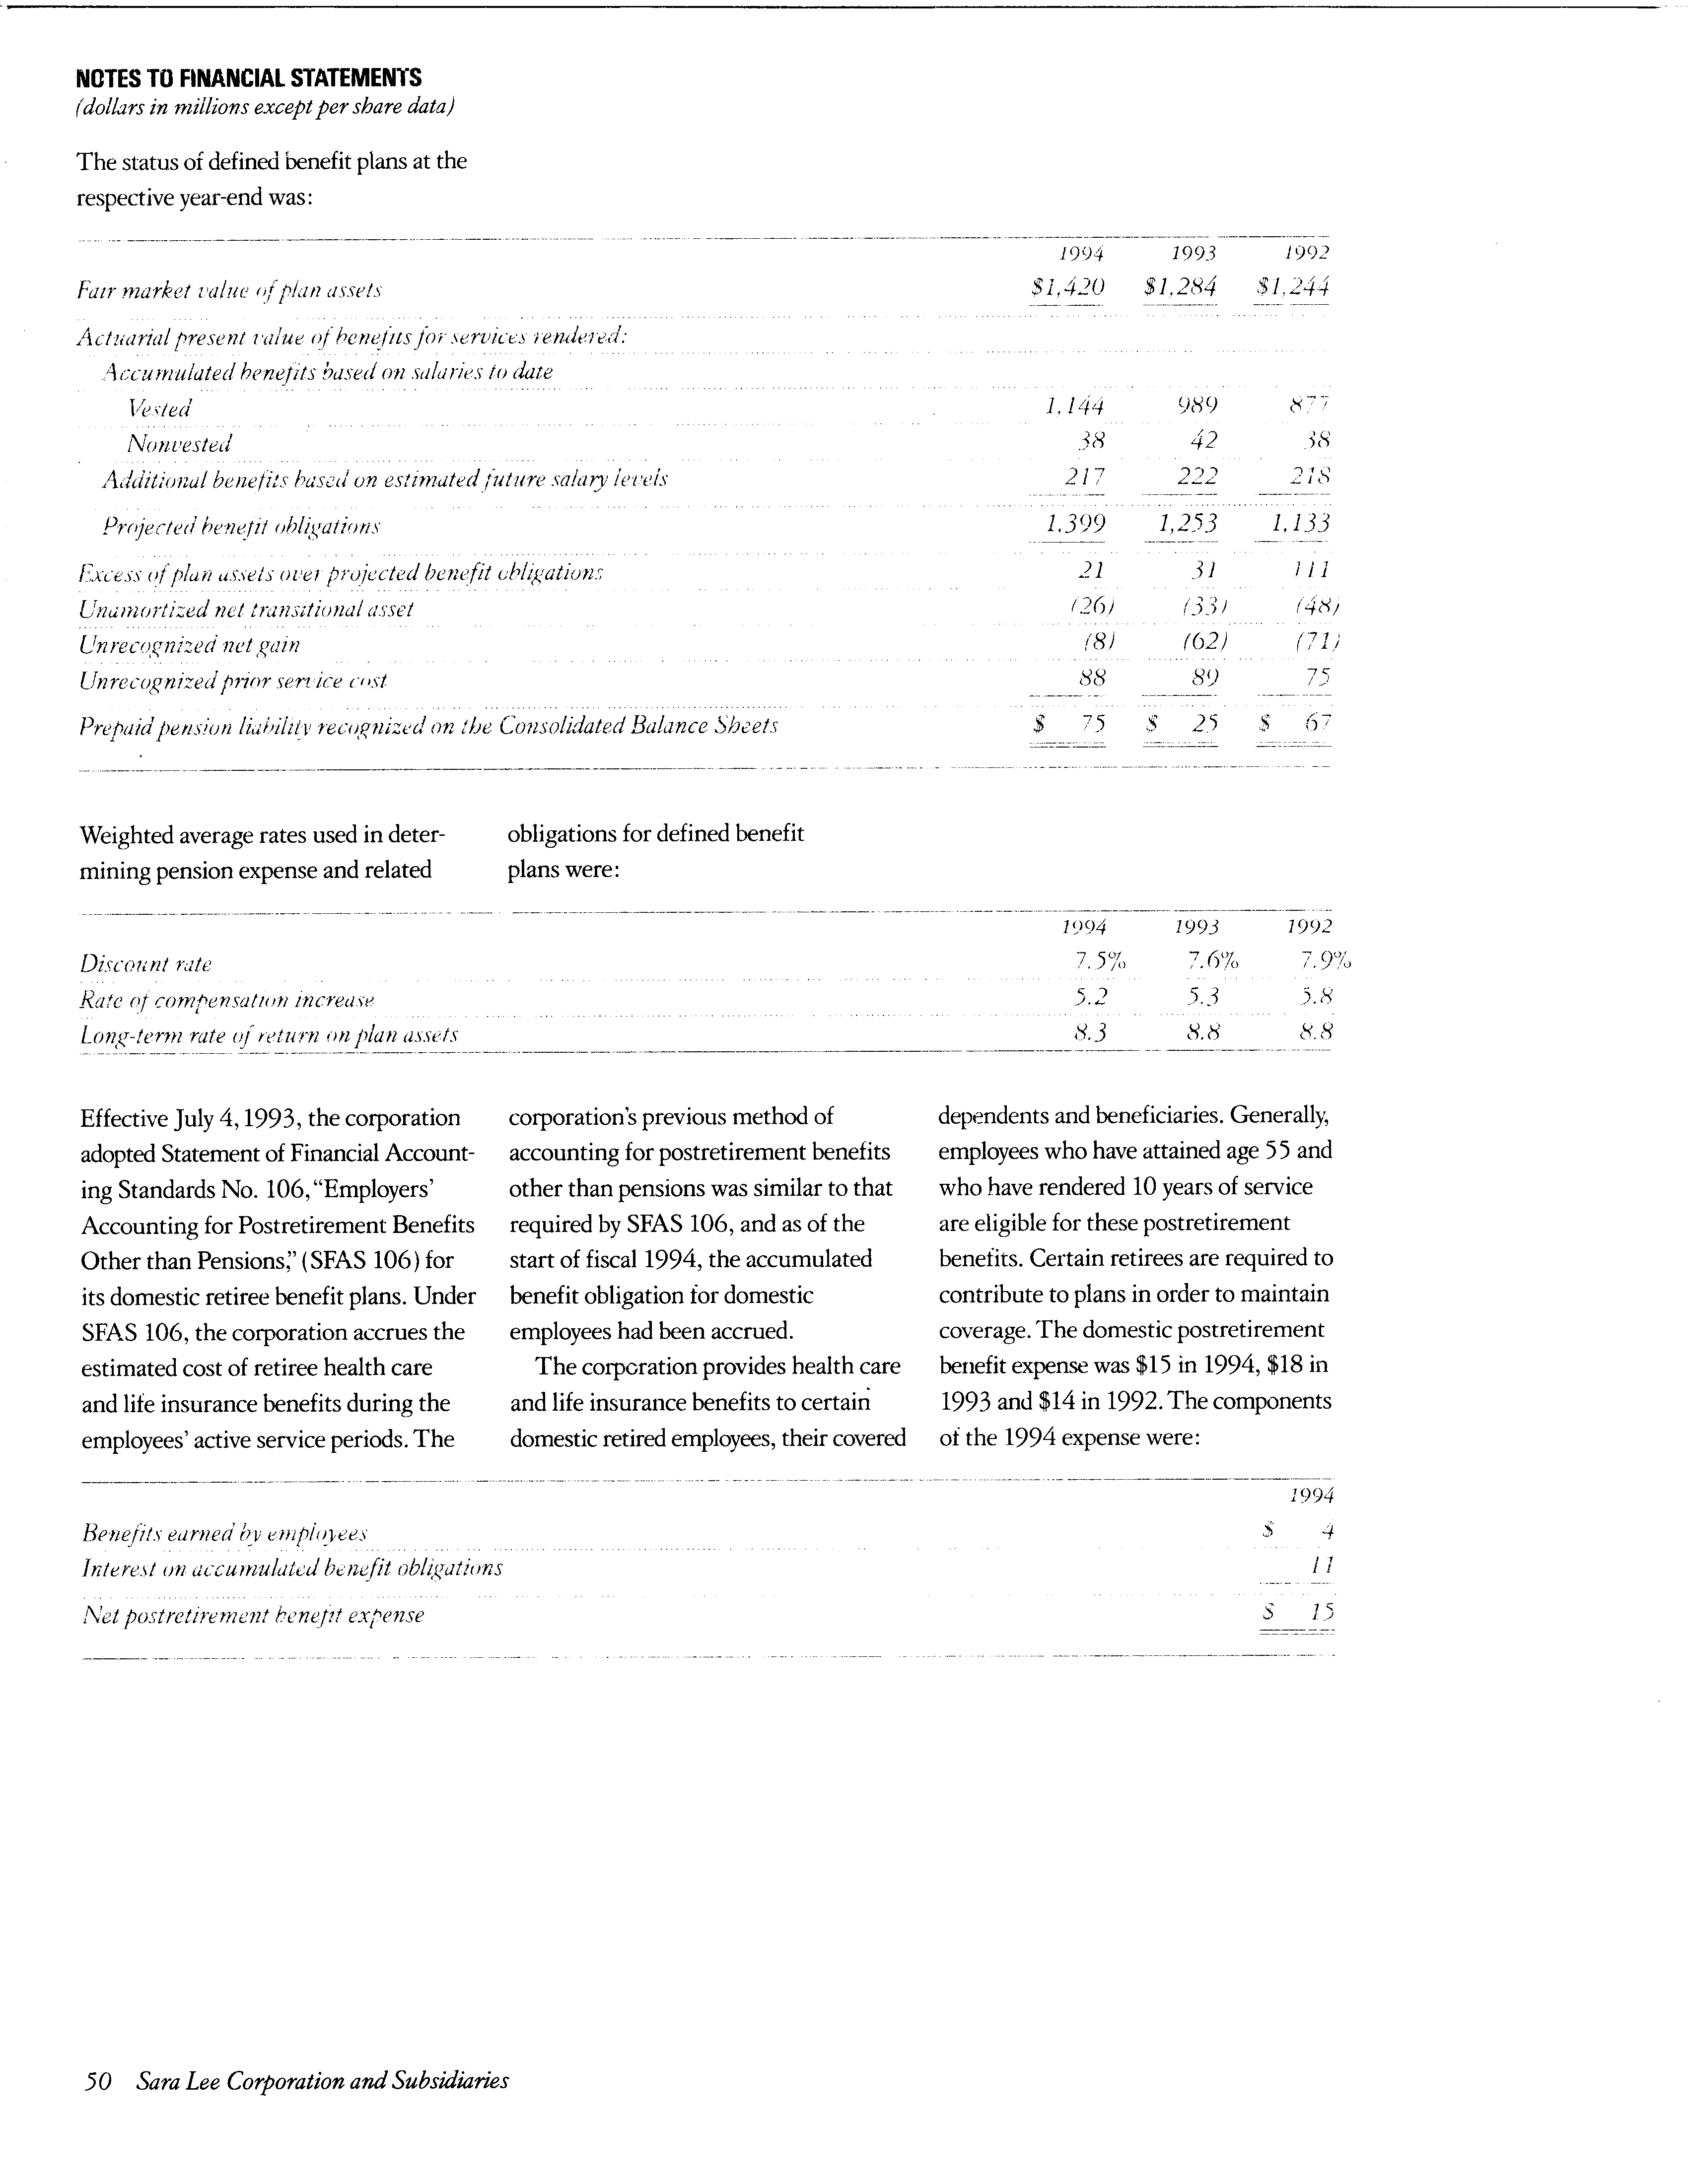 NOTES TO FINANCIAL STATEMENTS
(dollars in millions except per share data)
The status of defined benefit plans at the
respective year-end was:
1994 1993 1992
Fair market value of plan assets $1,420 $1,284 $1,244
Actuarial present value of benefits for services rendered:
Accumulated benefits based on salaries to date
Vested 1,144 989 877
Nonvested 38 42 38
Additional benefits based on estimated future salary levels 217 222 218
Projected benefit obligations 1,399 1,253 1,133
Excess of plan assets over projected benefit obligations 21 31 111
Unamortized net transitional asset (26) (33) (48)
Unrecognized net gain (8) (62) (71)
Unrecognized prior service cost 88 89 75
Prepaid pension liability recognized on the Consolidated Balance Sheets $ 75 $ 25 $ 67
Weighted average rates used in deter-
mining pension expense and related
obligations for defined benefit
plans were:
1994 1993 1992
Discount rate 7.5% 7.6% 7.9%
Rate of compensation increase 5.2 5.3 5.8
Long-term rate of return on plan assets 8.3 8.8 8.8
Effective July 4, 1993, the corporation
adopted Statement of Financial Account-
ing Standards No. 106, “Employers’
Accounting for Postretirement Benefits
Other than Pensions,” (SFAS 106) for
its domestic retiree benefit plans. Under
SFAS 106, the corporation accrues the
estimated cost of retiree health care
and life insurance benefits during the
employees’ active service periods. The
corporation’s previous method of
accounting for postretirement benefits
other than pensions was similar to that
required by SFAS 106, and as of the
start of fiscal 1994, the accumulated
benefit obligation for domestic
employees had been accrued.
The corporation provides health care
and life insurance benefits to certain
domestic retired employees, their covered
dependents and beneficiaries. Generally,
employees who have attained age 55 and
who have rendered 10 years of service
are eligible for these postretirement
benefits. Certain retirees are required to
contribute to plans in order to maintain
coverage. The domestic postretirement
benefit expense was $15 in 1994, $18 in
1993 and $14 in 1992. The components
of the 1994 expense were:
1994
Benefits earned by employees $ 4
Interest on accumulated benefit obligations 11
Net postretirement benefit expense $ 15
50 Sara Lee Corporation and Subsidiaries